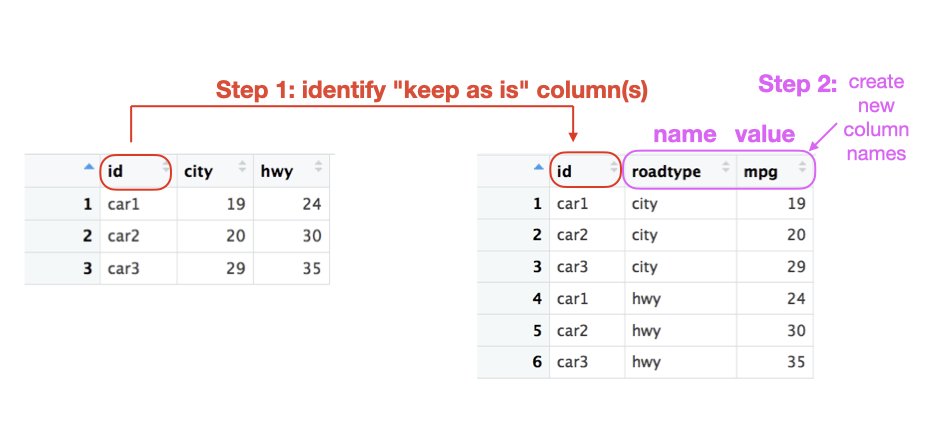 Step 1: identify "keep as is" column(s)
Step 2: create
new
column
names
name value
id city hwy
1 car1 19 24
2 car2 20 30
3 car3 29 35
id roadtype mpg
1 car1 city 19
2 car2 city 20
3 car3 city 29
4 car1 hwy 24
5 car2 hwy 30
6 car3 hwy 35